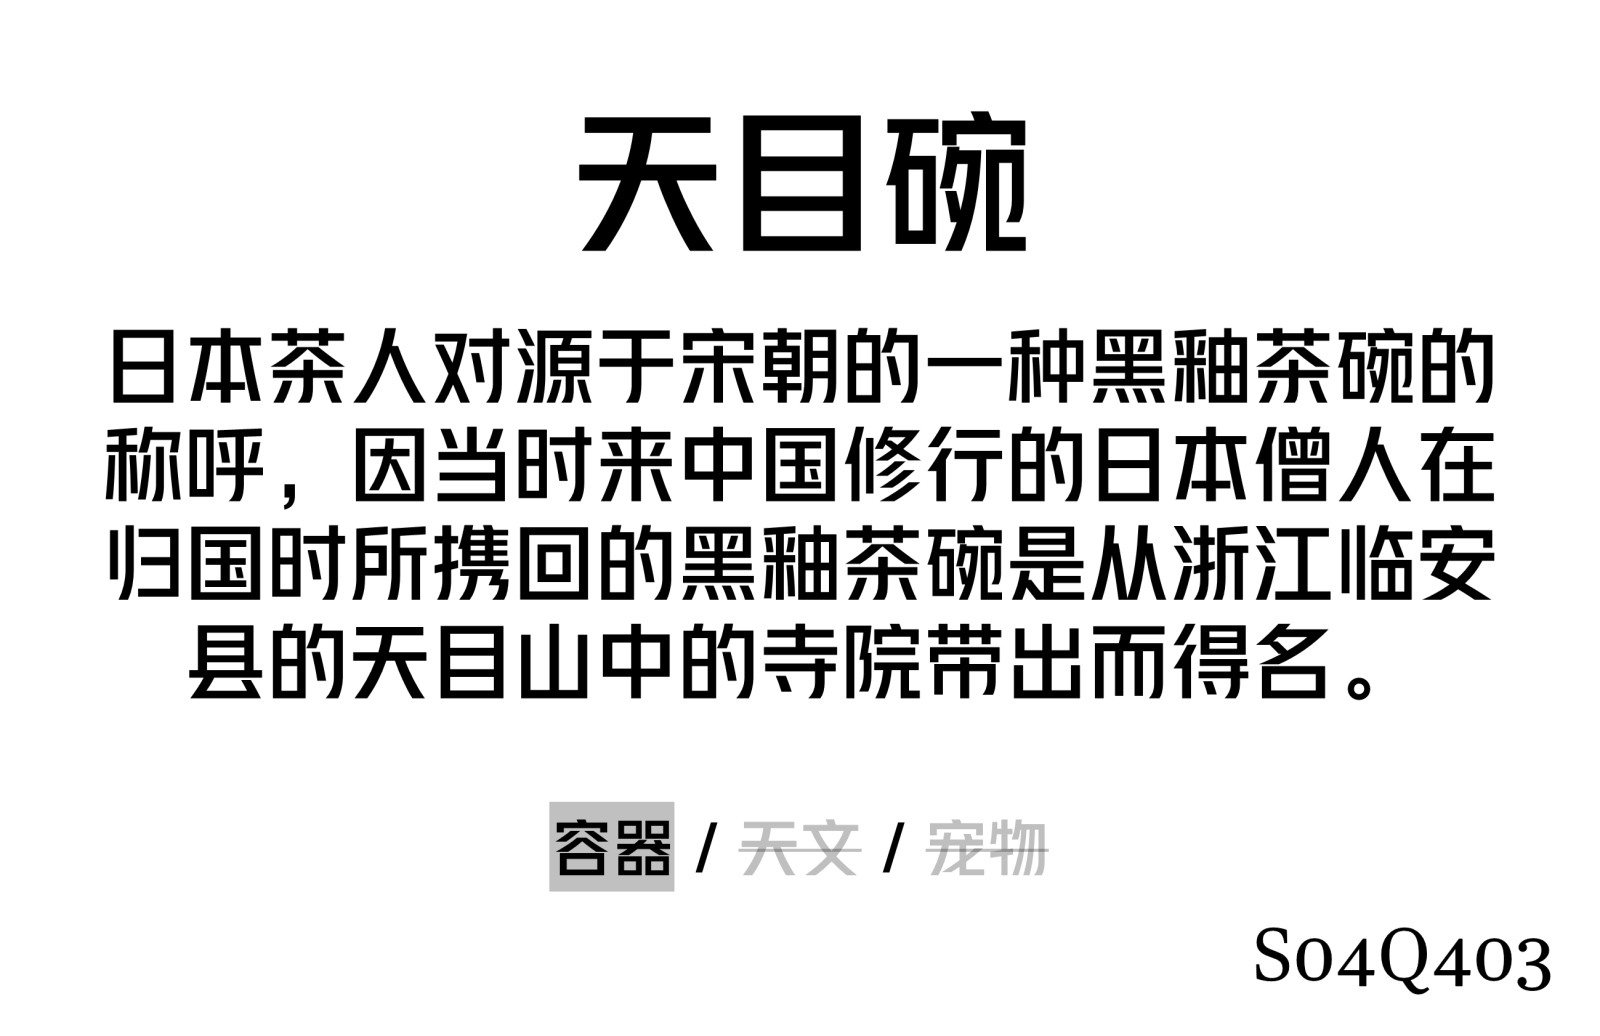 天目碗
日本茶人对源于宋朝的一种黑釉茶碗的
称呼，因当时来中国修行的日本僧人在
归国时所携回的黑釉茶碗是从浙江临安
县的天目山中的寺院带出而得名。
容器 / 天文 / 宠物
S04Q403